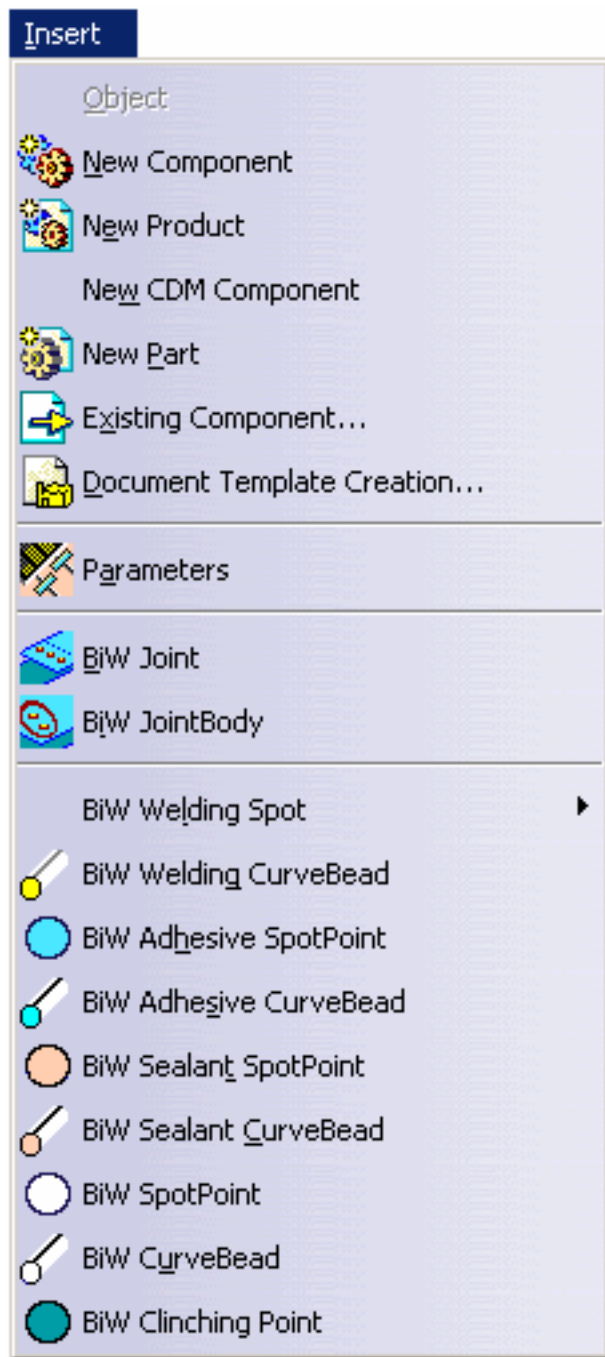 Insert
Object
New Component
New Product
New CDM Component
New Part
Existing Component...
Document Template Creation...
Parameters
BiW Joint
BiW JointBody
BiW Welding Spot
BiW Welding CurveBead
BiW Adhesive SpotPoint
BiW Adhesive CurveBead
BiW Sealant SpotPoint
BiW Sealant CurveBead
BiW SpotPoint
BiW CurveBead
BiW Clinching Point